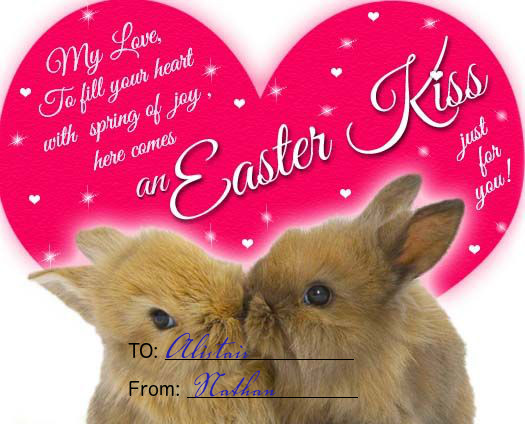 My Love,
To fill your heart
with spring of joy ,
here comes
an Easter Kiss
just
for
you!
TO: Alistair
From: Nathan